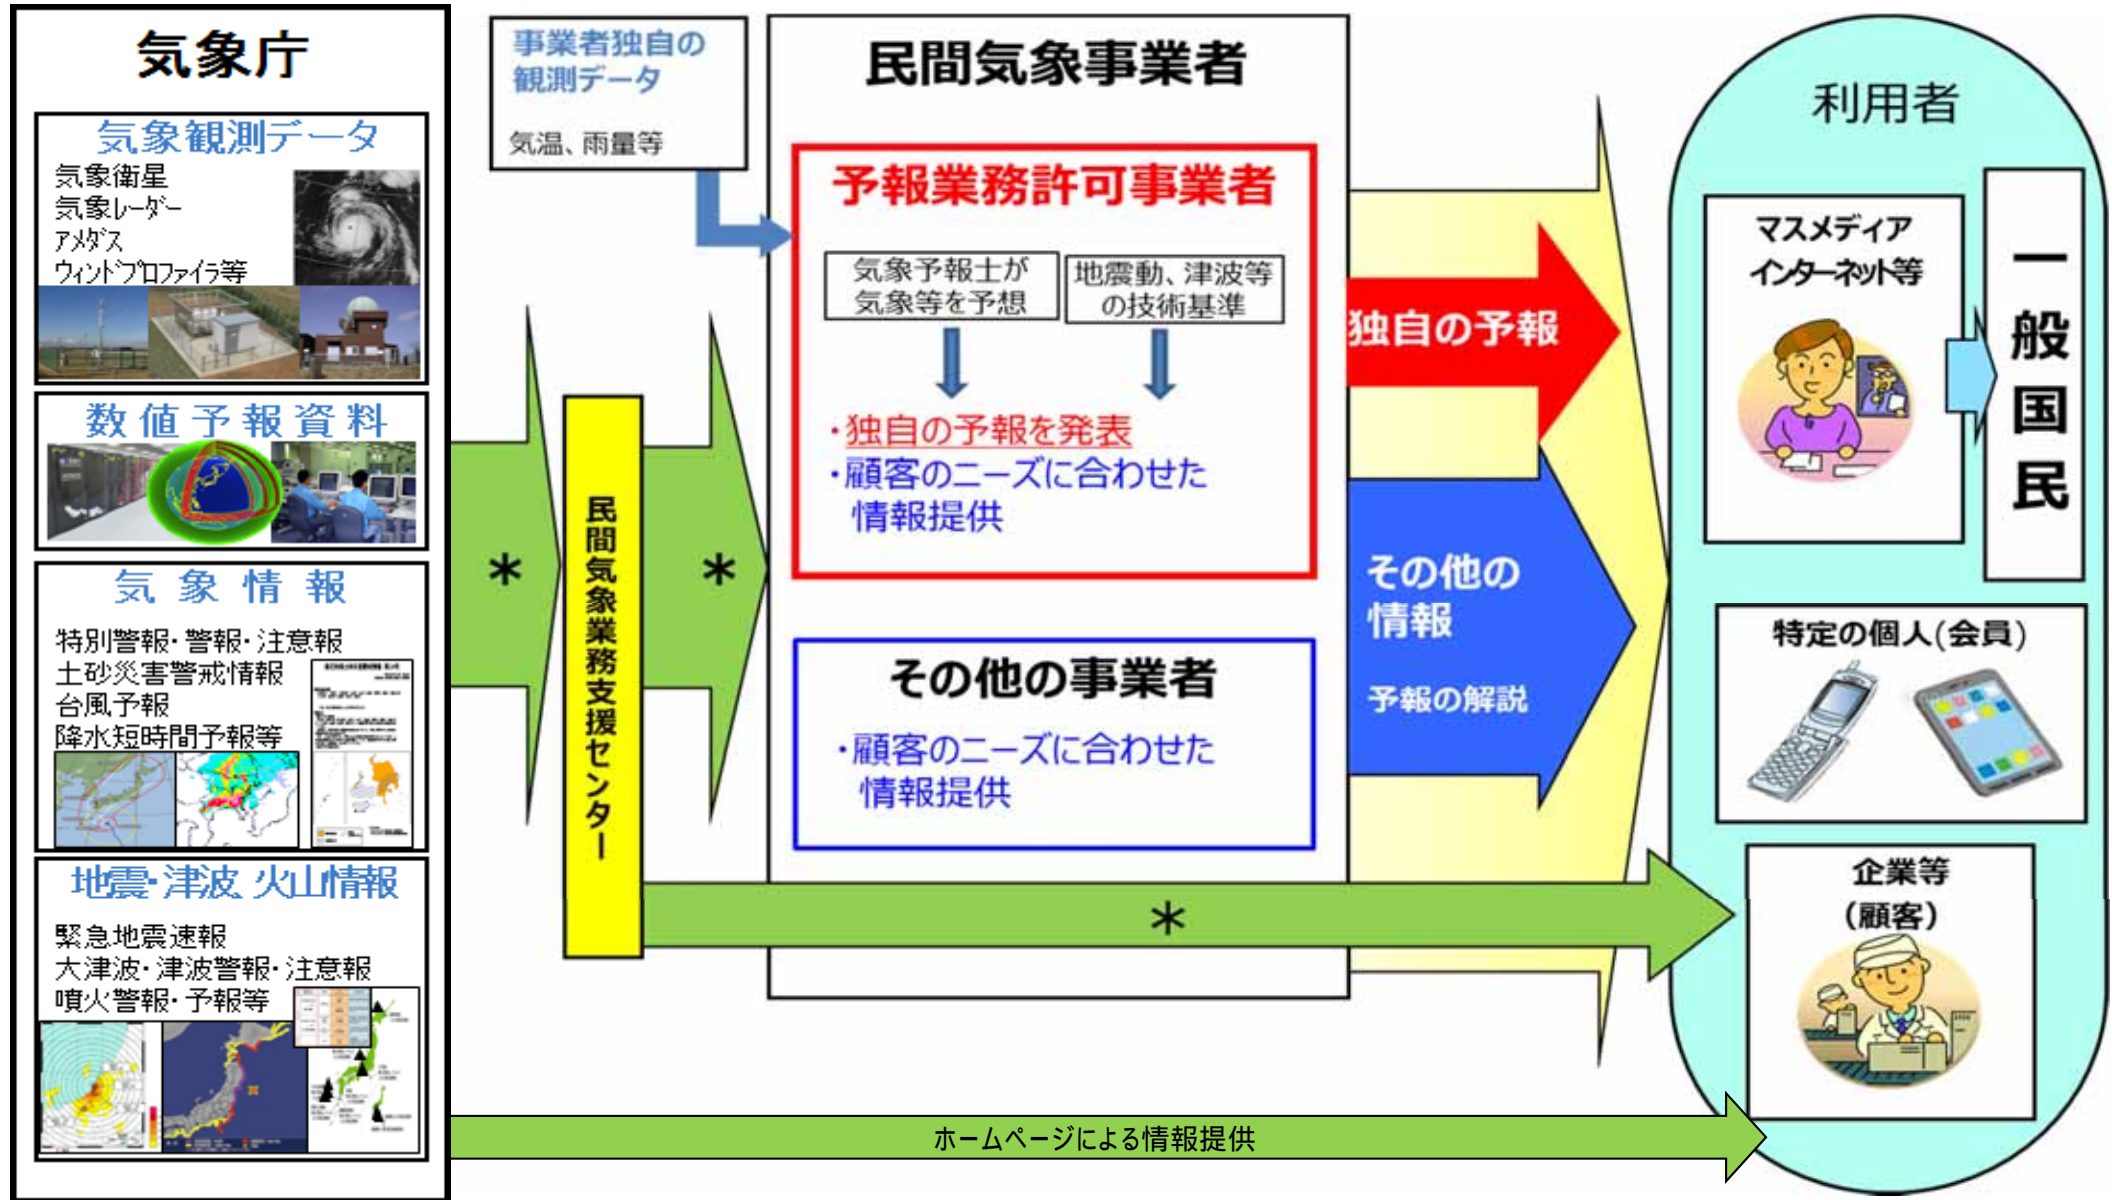 気象庁
気象観測データ
気象衛星
気象レーダー
アメダス
ウィンドプロファイラ等
数値予報資料
気象情報
特別警報・警報・注意報
土砂災害警戒情報
台風予報
降水短時間予報等
地震・津波 火山情報
緊急地震速報
大津波・津波警報・注意報
噴火警報・予報等
*
民間気象業務支援センター
*
事業者独自の
観測データ
気温、雨量等
民間気象事業者
予報業務許可事業者
気象予報士が
気象等を予想
地震動、津波等
の技術基準
・独自の予報を発表
・顧客のニーズに合わせた
情報提供
その他の事業者
・顧客のニーズに合わせた
情報提供
*
独自の予報
その他の
情報
予報の解説
利用者
マスメディア
インターネット等
一般国民
特定の個人(会員)
企業等
(顧客)
ホームページによる情報提供